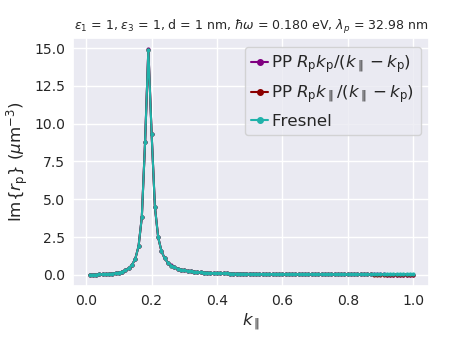 ε₁ = 1, ε₃ = 1, d = 1 nm, ℏω = 0.180 eV, λₚ = 32.98 nm
Im{rₚ} (μm⁻³)
15.0
12.5
10.0
7.5
5.0
2.5
0.0
PP Rₚkₚ/(k∥ − kₚ)
PP Rₚk∥/(k∥ − kₚ)
Fresnel
0.0 0.2 0.4 0.6 0.8 1.0
k∥